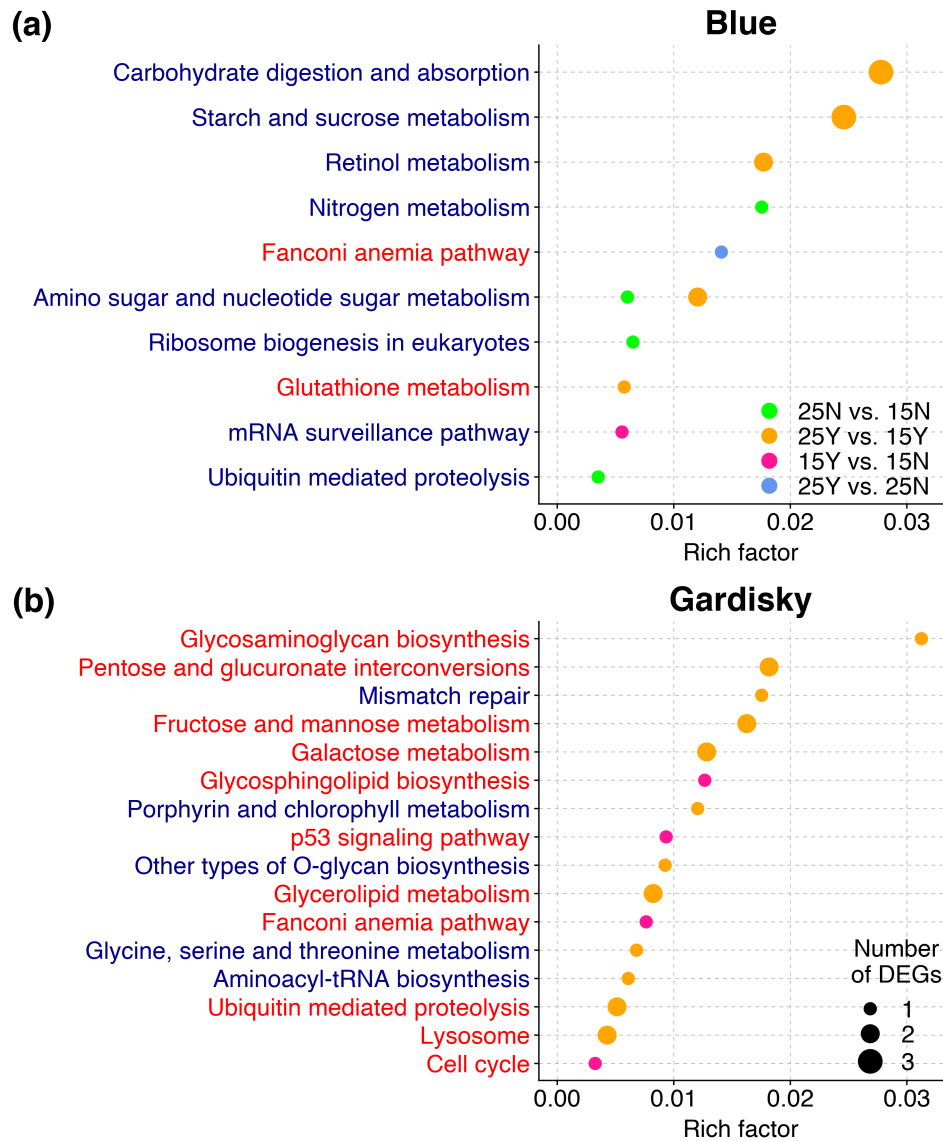 (a)
Blue
Carbohydrate digestion and absorption
Starch and sucrose metabolism
Retinol metabolism
Nitrogen metabolism
Fanconi anemia pathway
Amino sugar and nucleotide sugar metabolism
Ribosome biogenesis in eukaryotes
Glutathione metabolism
mRNA surveillance pathway
Ubiquitin mediated proteolysis
25N vs. 15N
25Y vs. 15Y
15Y vs. 15N
25Y vs. 25N
0.00 0.01 0.02 0.03
Rich factor
(b)
Gardisky
Glycosaminoglycan biosynthesis
Pentose and glucuronate interconversions
Mismatch repair
Fructose and mannose metabolism
Galactose metabolism
Glycosphingolipid biosynthesis
Porphyrin and chlorophyll metabolism
p53 signaling pathway
Other types of O-glycan biosynthesis
Glycerolipid metabolism
Fanconi anemia pathway
Glycine, serine and threonine metabolism
Aminoacyl-tRNA biosynthesis
Ubiquitin mediated proteolysis
Lysosome
Cell cycle
Number
of DEGs
1
2
3
0.00 0.01 0.02 0.03
Rich factor